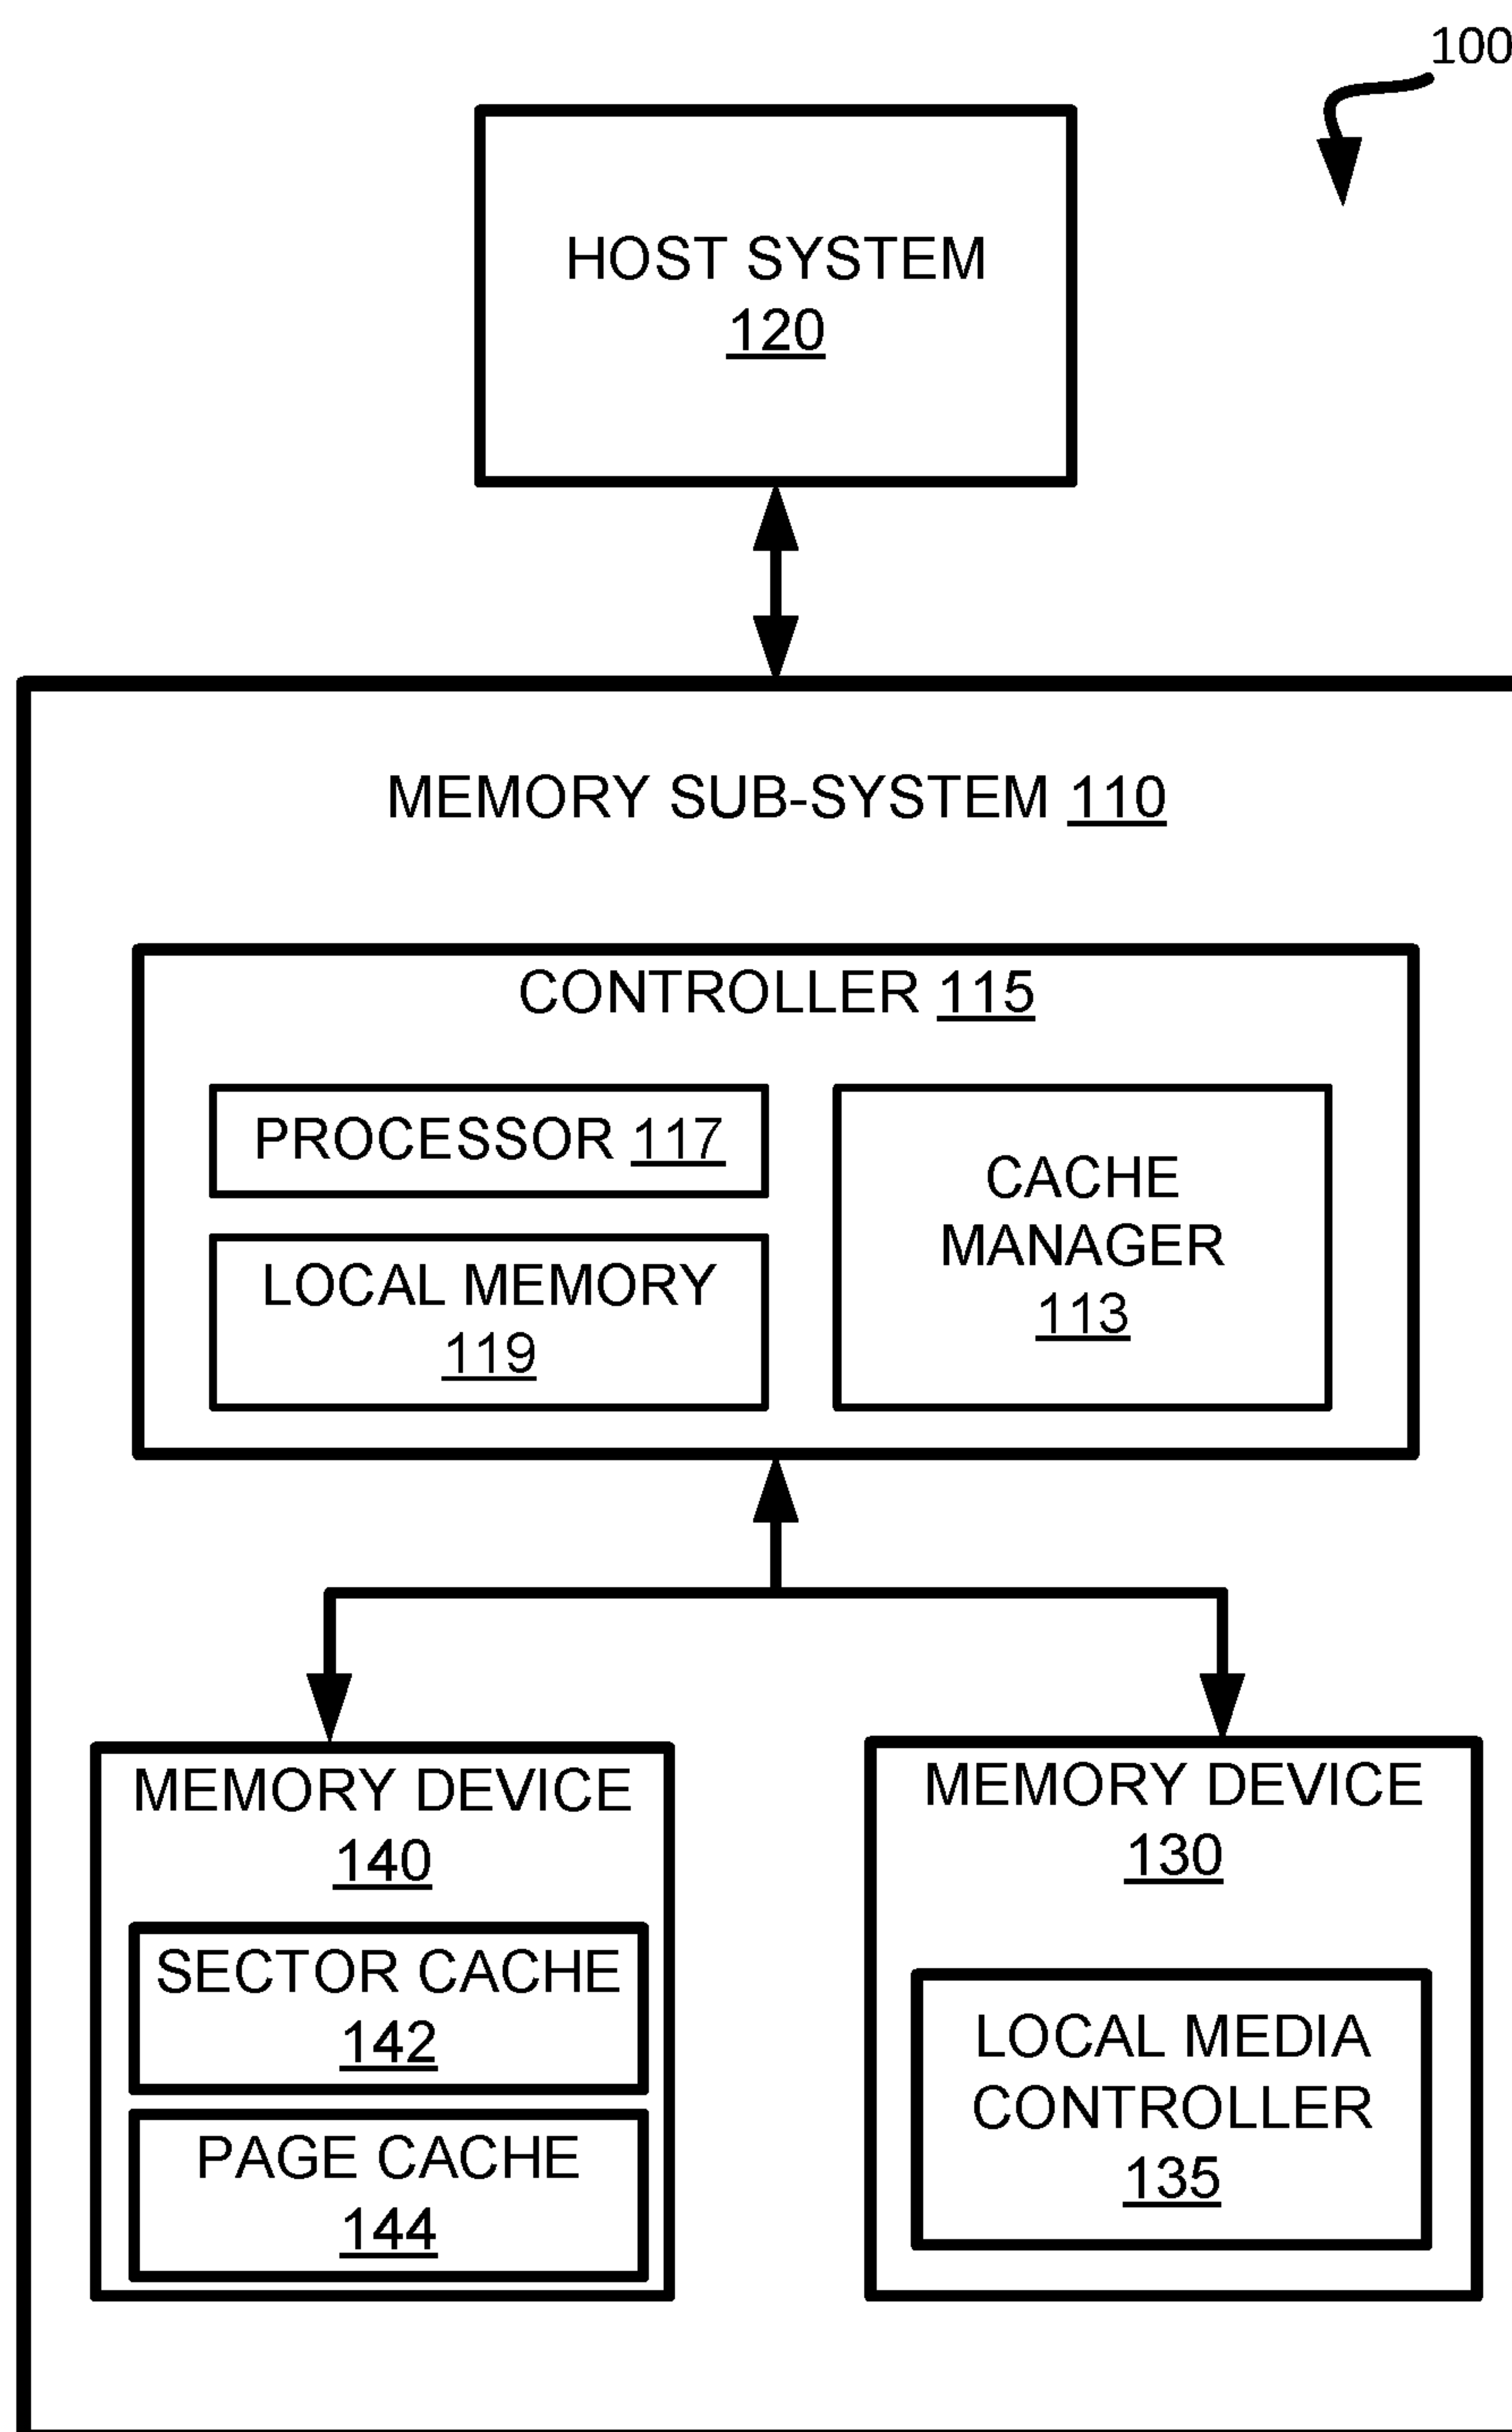 100
HOST SYSTEM
120
MEMORY SUB-SYSTEM 110
CONTROLLER 115
PROCESSOR 117
LOCAL MEMORY
119
CACHE
MANAGER
113
MEMORY DEVICE
140
SECTOR CACHE
142
PAGE CACHE
144
MEMORY DEVICE
130
LOCAL MEDIA
CONTROLLER
135